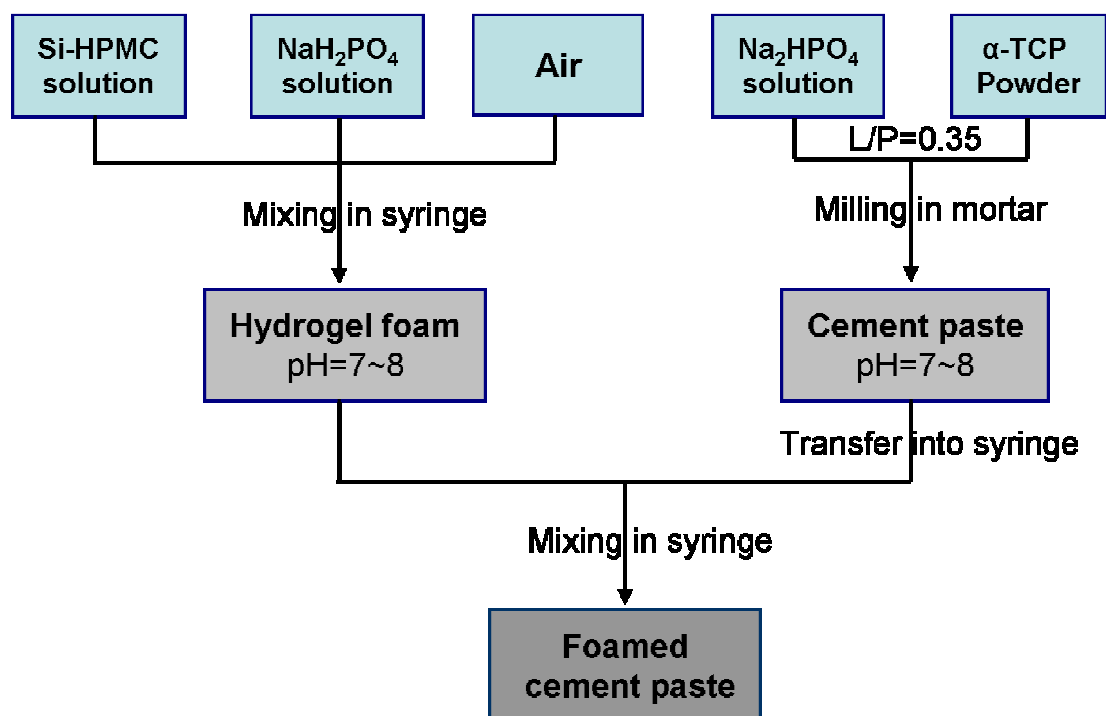 Si-HPMC
solution
NaH₂PO₄
solution
Air
Na₂HPO₄
solution
α-TCP
Powder
L/P=0.35
Mixing in syringe
Milling in mortar
Hydrogel foam
pH=7~8
Cement paste
pH=7~8
Transfer into syringe
Mixing in syringe
Foamed
cement paste